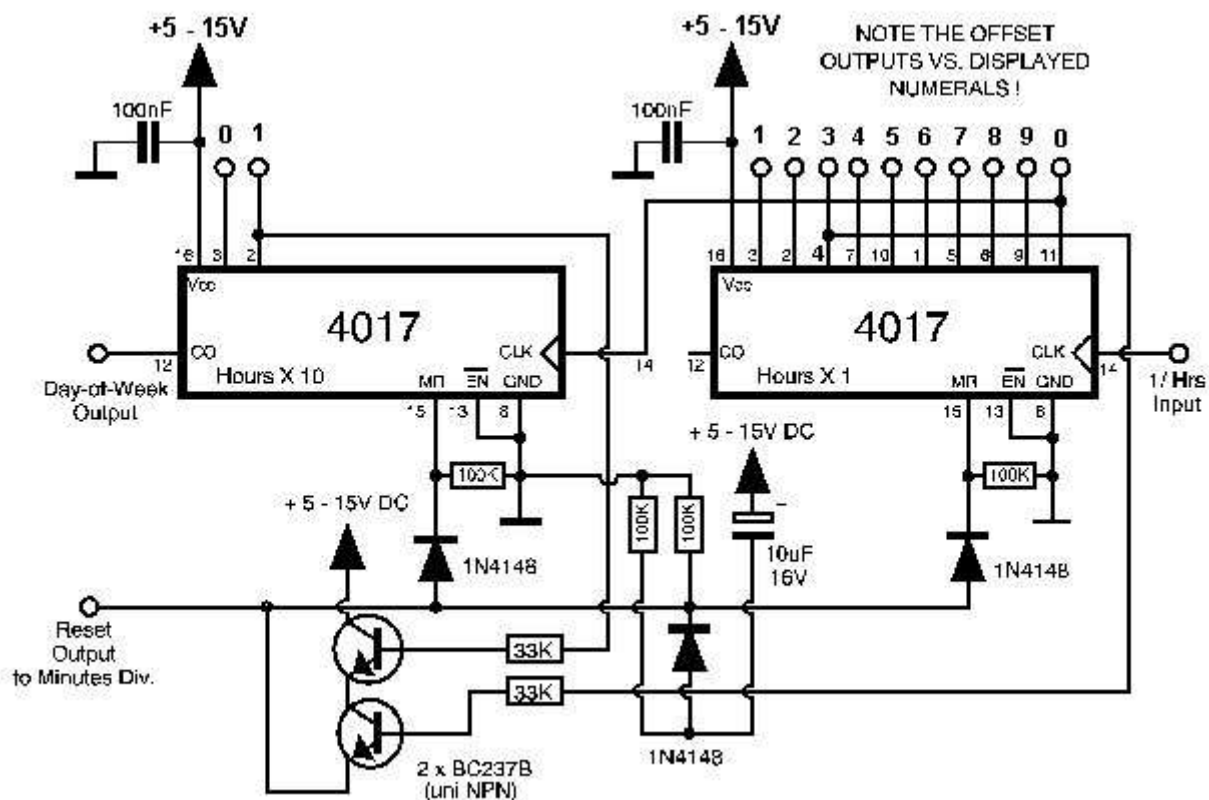 +5 - 15V
+5 - 15V
NOTE THE OFFSET
OUTPUTS VS. DISPLAYED
NUMERALS !
100nF
0 1
100nF
1 2 3 4 5 6 7 8 9 0
16 3 2
16 3 2 4 7 10 1 5 6 9 11
Vcc
Vcc
4017
4017
CO
CLK
CO
CLK
12
14
12
14
Hours X 10
Hours X 1
MR EN GND
MR EN GND
15 13 8
15 13 8
Day-of-Week
Output
1/ Hrs
Input
+ 5 - 15V DC
100K
100K
+ 5 - 15V DC
100K
100K
10uF
16V
1N4148
1N4148
Reset
Output
to Minutes Div.
33K
33K
1N4148
2 x BC237B
(uni NPN)